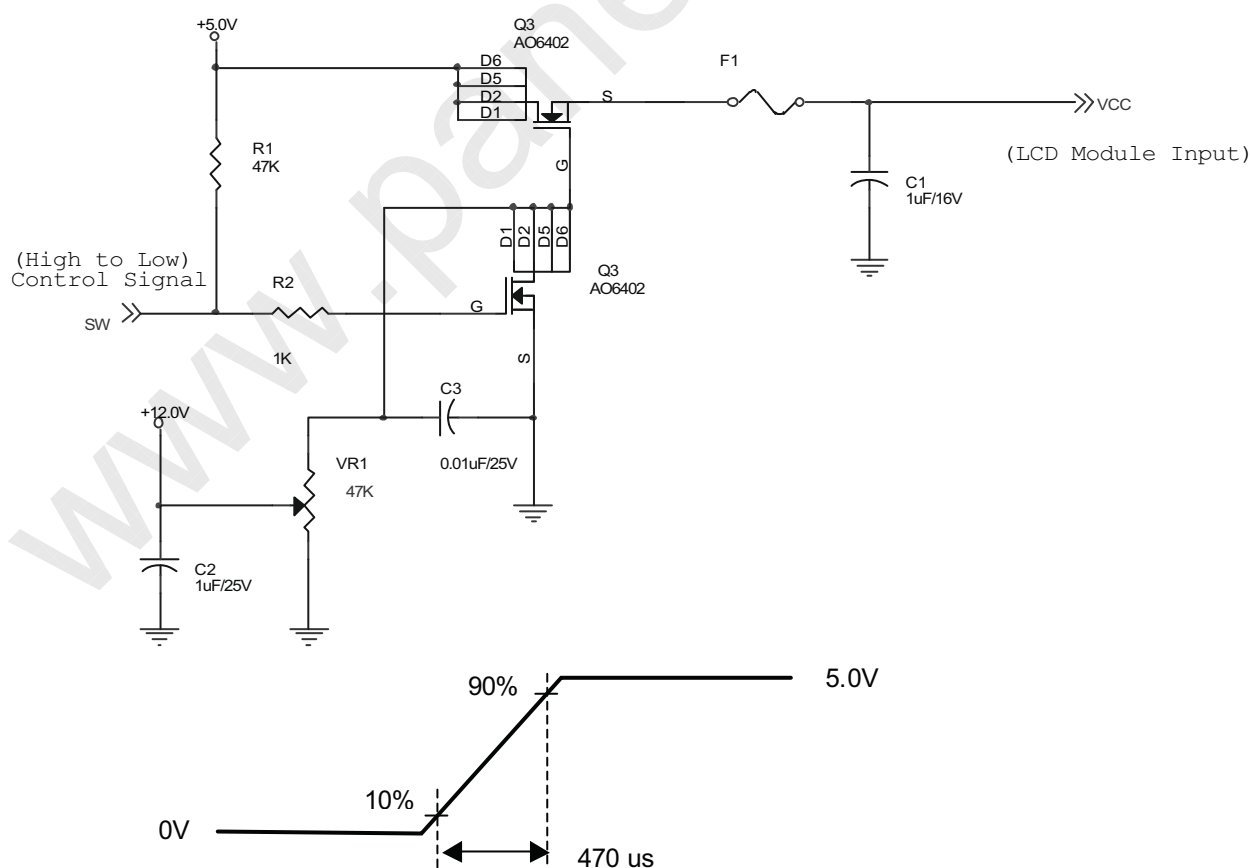 www.pane
+5.0V
Q3
AO6402
D6
D5
D2
D1
S
G
F1
VCC
(LCD Module Input)
R1
47K
C1
1uF/16V
D1
D2
D5
D6
Q3
AO6402
(High to Low)
Control Signal
SW
R2
1K
G
S
C3
0.01uF/25V
+12.0V
VR1
47K
C2
1uF/25V
90%
5.0V
10%
0V
470 us